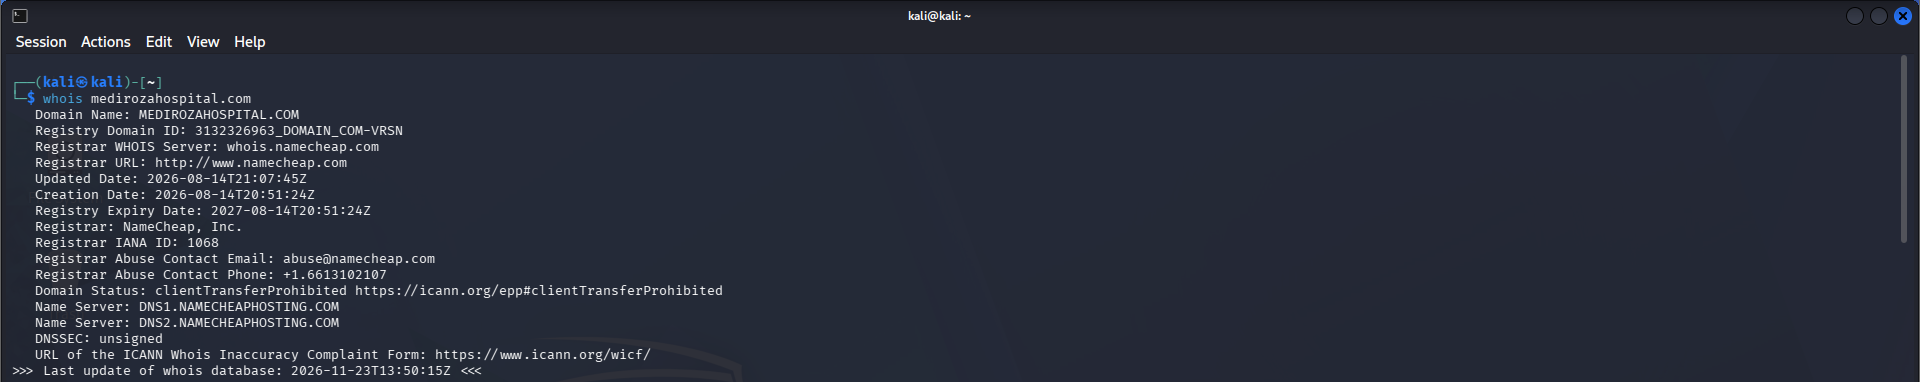 kali@kali: ~
Session Actions Edit View Help
┌──(kali㉿kali)-[~]
└─$ whois medirozahospital.com
Domain Name: MEDIROZAHOSPITAL.COM
Registry Domain ID: 3132326963_DOMAIN_COM-VRSN
Registrar WHOIS Server: whois.namecheap.com
Registrar URL: http://www.namecheap.com
Updated Date: 2026-08-14T21:07:45Z
Creation Date: 2026-08-14T20:51:24Z
Registry Expiry Date: 2027-08-14T20:51:24Z
Registrar: NameCheap, Inc.
Registrar IANA ID: 1068
Registrar Abuse Contact Email: abuse@namecheap.com
Registrar Abuse Contact Phone: +1.6613102107
Domain Status: clientTransferProhibited https://icann.org/epp#clientTransferProhibited
Name Server: DNS1.NAMECHEAPHOSTING.COM
Name Server: DNS2.NAMECHEAPHOSTING.COM
DNSSEC: unsigned
URL of the ICANN Whois Inaccuracy Complaint Form: https://www.icann.org/wicf/
>>> Last update of whois database: 2026-11-23T13:50:15Z <<<